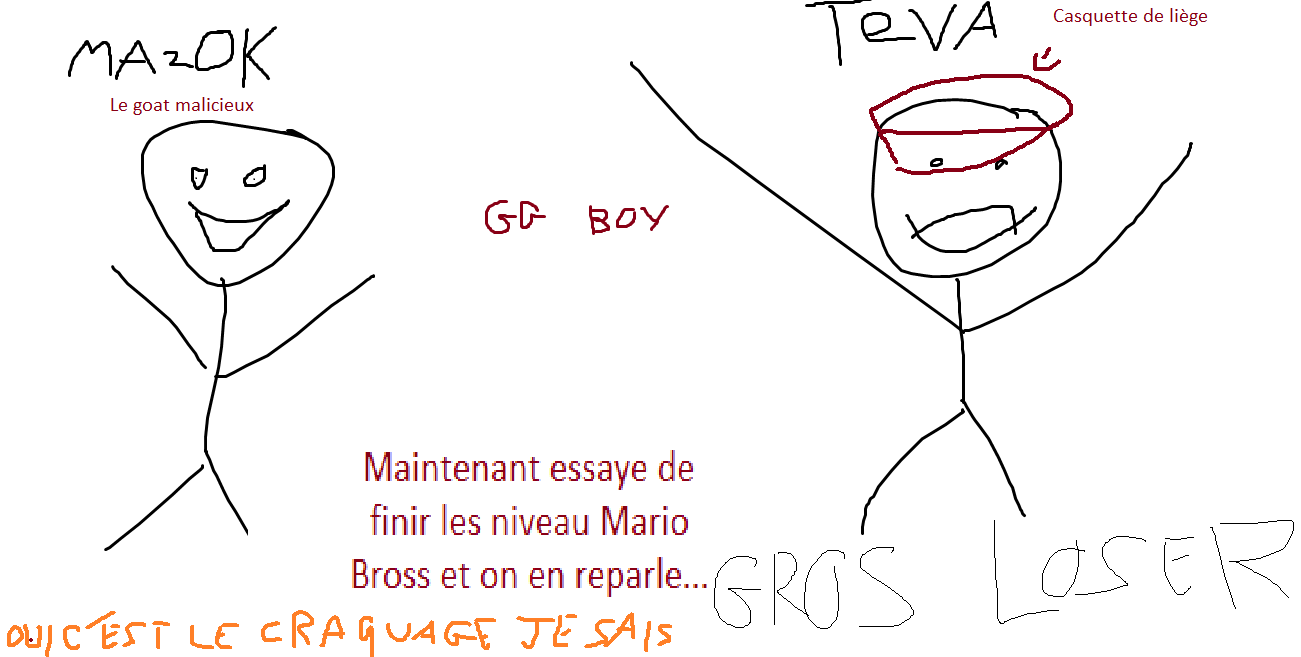 MAzOK
Le goat malicieux
TeVA
Casquette de liège
GG BOY
Maintenant essaye de
finir les niveau Mario
Bross et on en reparle...
GROS LOSER
OUI C'EST LE CRAQUAGE JE SAIS